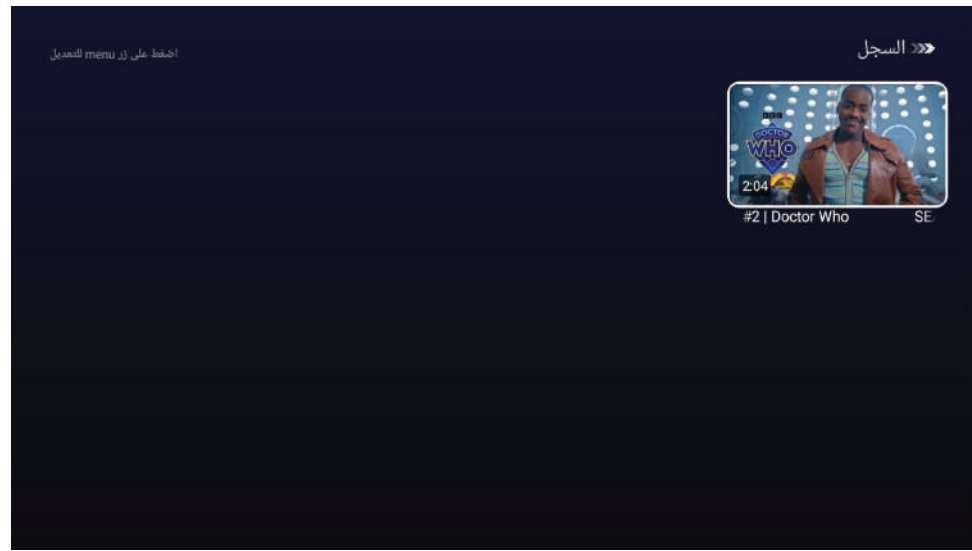 السجل
اضغط على زر menu للتعديل
BBC
DOCTOR
WHO
2:04
#2 | Doctor Who SE